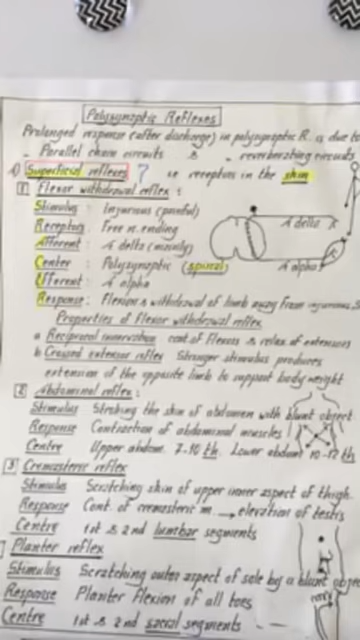 Polysynaptic Reflexes
Prolonged response (after discharge) in polysynaptic R. is due to
- Parallel chain circuits & - reverberating circuits
1) Superficial reflexes ? i.e receptors in the skin
1 Flexor withdrawal reflex :
Stimulus : Injurious (painful)
Receptor : Free n. ending
Afferent : A delta (mainly)
A delta
Center : Polysynaptic (spinal)
Efferent : A alpha
A alpha
Response : Flexion & withdrawal of limb away from injurious S.
Properties of Flexor withdrawal reflex
a Reciprocal innervation cont of flexors & relax of extensors
b Crossed extensor reflex Stronger stimulus produces
extension of the opposite limb to support body weight
2 Abdominal reflex :
Stimulus Stroking the skin of abdomen with blunt object
Response Contraction of abdominal muscles
Centre Upper abdom. 7-10 th. Lower abdom 10-12 th
3 Cremasteric reflex
Stimulus Scratching skin of upper inner aspect of thigh
Response Cont. of cremasteric m. → elevation of testis
Centre 1st & 2nd lumbar segments
Planter reflex
Stimulus Scratching outer aspect of sole by a blunt object
Response Planter flexion of all toes
Centre 1st & 2nd sacral segments